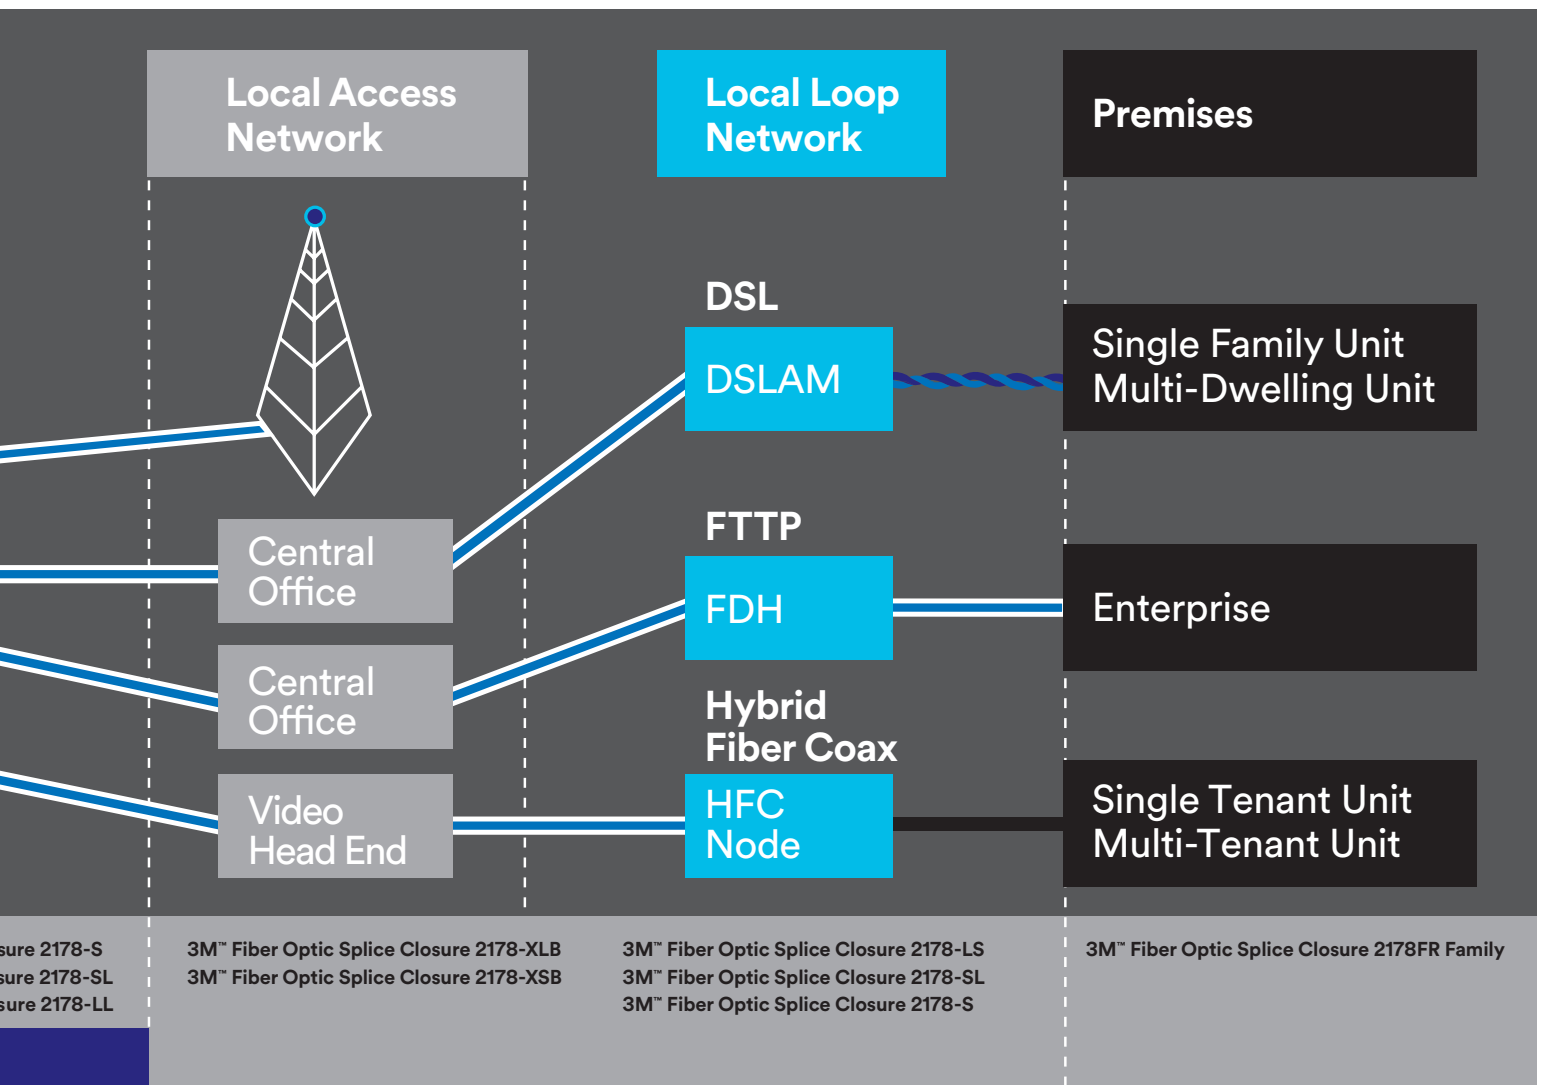 Local Access
Network
Local Loop
Network
Premises
DSL
DSLAM
Single Family Unit
Multi-Dwelling Unit
Central
Office
FTTP
FDH
Enterprise
Central
Office
Hybrid
Fiber Coax
Video
Head End
HFC
Node
Single Tenant Unit
Multi-Tenant Unit
sure 2178-S
sure 2178-SL
sure 2178-LL
3M™ Fiber Optic Splice Closure 2178-XLB
3M™ Fiber Optic Splice Closure 2178-XSB
3M™ Fiber Optic Splice Closure 2178-LS
3M™ Fiber Optic Splice Closure 2178-SL
3M™ Fiber Optic Splice Closure 2178-S
3M™ Fiber Optic Splice Closure 2178FR Family